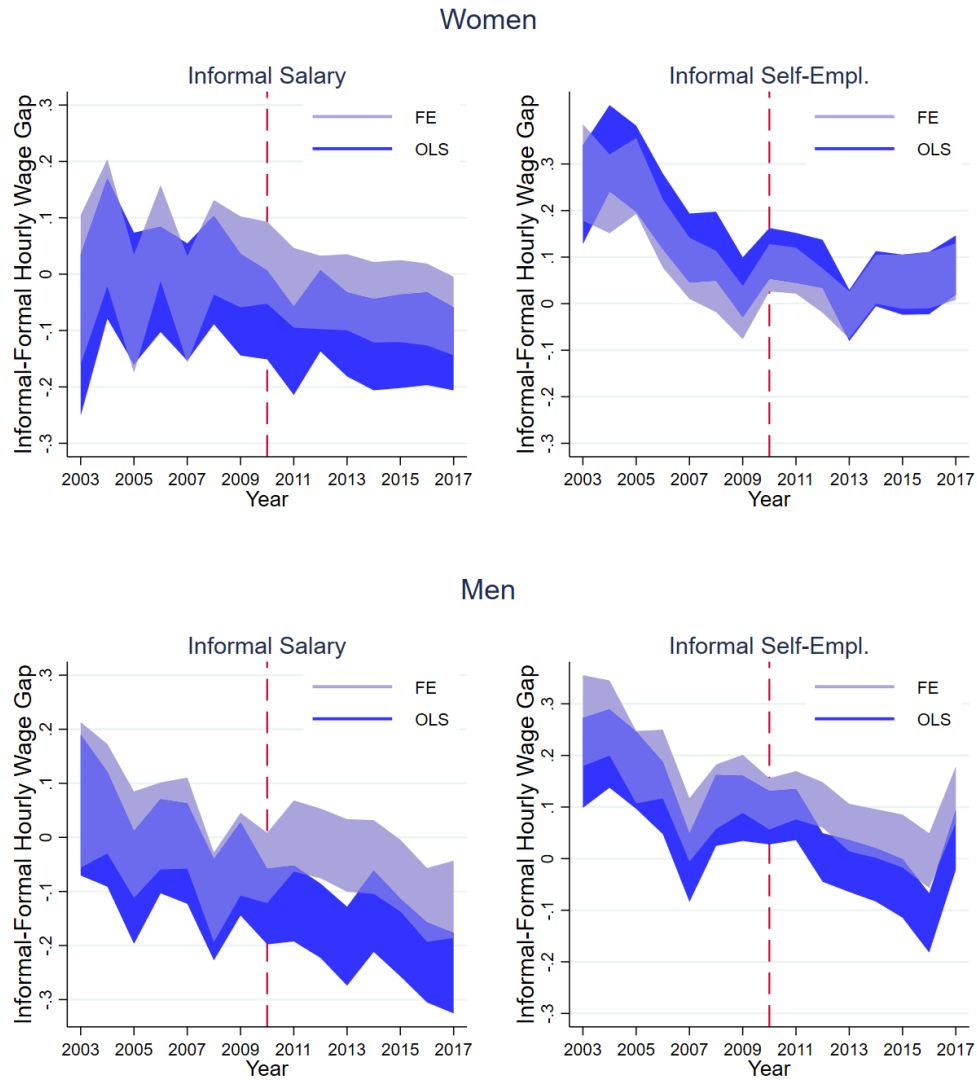 Women
Informal Salary
Informal-Formal Hourly Wage Gap
.3
.2
.1
0
-.1
-.2
-.3
FE
OLS
2003 2005 2007 2009 2011 2013 2015 2017
Year
Informal Self-Empl.
Informal-Formal Hourly Wage Gap
.3
.2
.1
0
-.1
-.2
-.3
FE
OLS
2003 2005 2007 2009 2011 2013 2015 2017
Year
Men
Informal Salary
Informal-Formal Hourly Wage Gap
.3
.2
.1
0
-.1
-.2
-.3
FE
OLS
2003 2005 2007 2009 2011 2013 2015 2017
Year
Informal Self-Empl.
Informal-Formal Hourly Wage Gap
.3
.2
.1
0
-.1
-.2
-.3
FE
OLS
2003 2005 2007 2009 2011 2013 2015 2017
Year